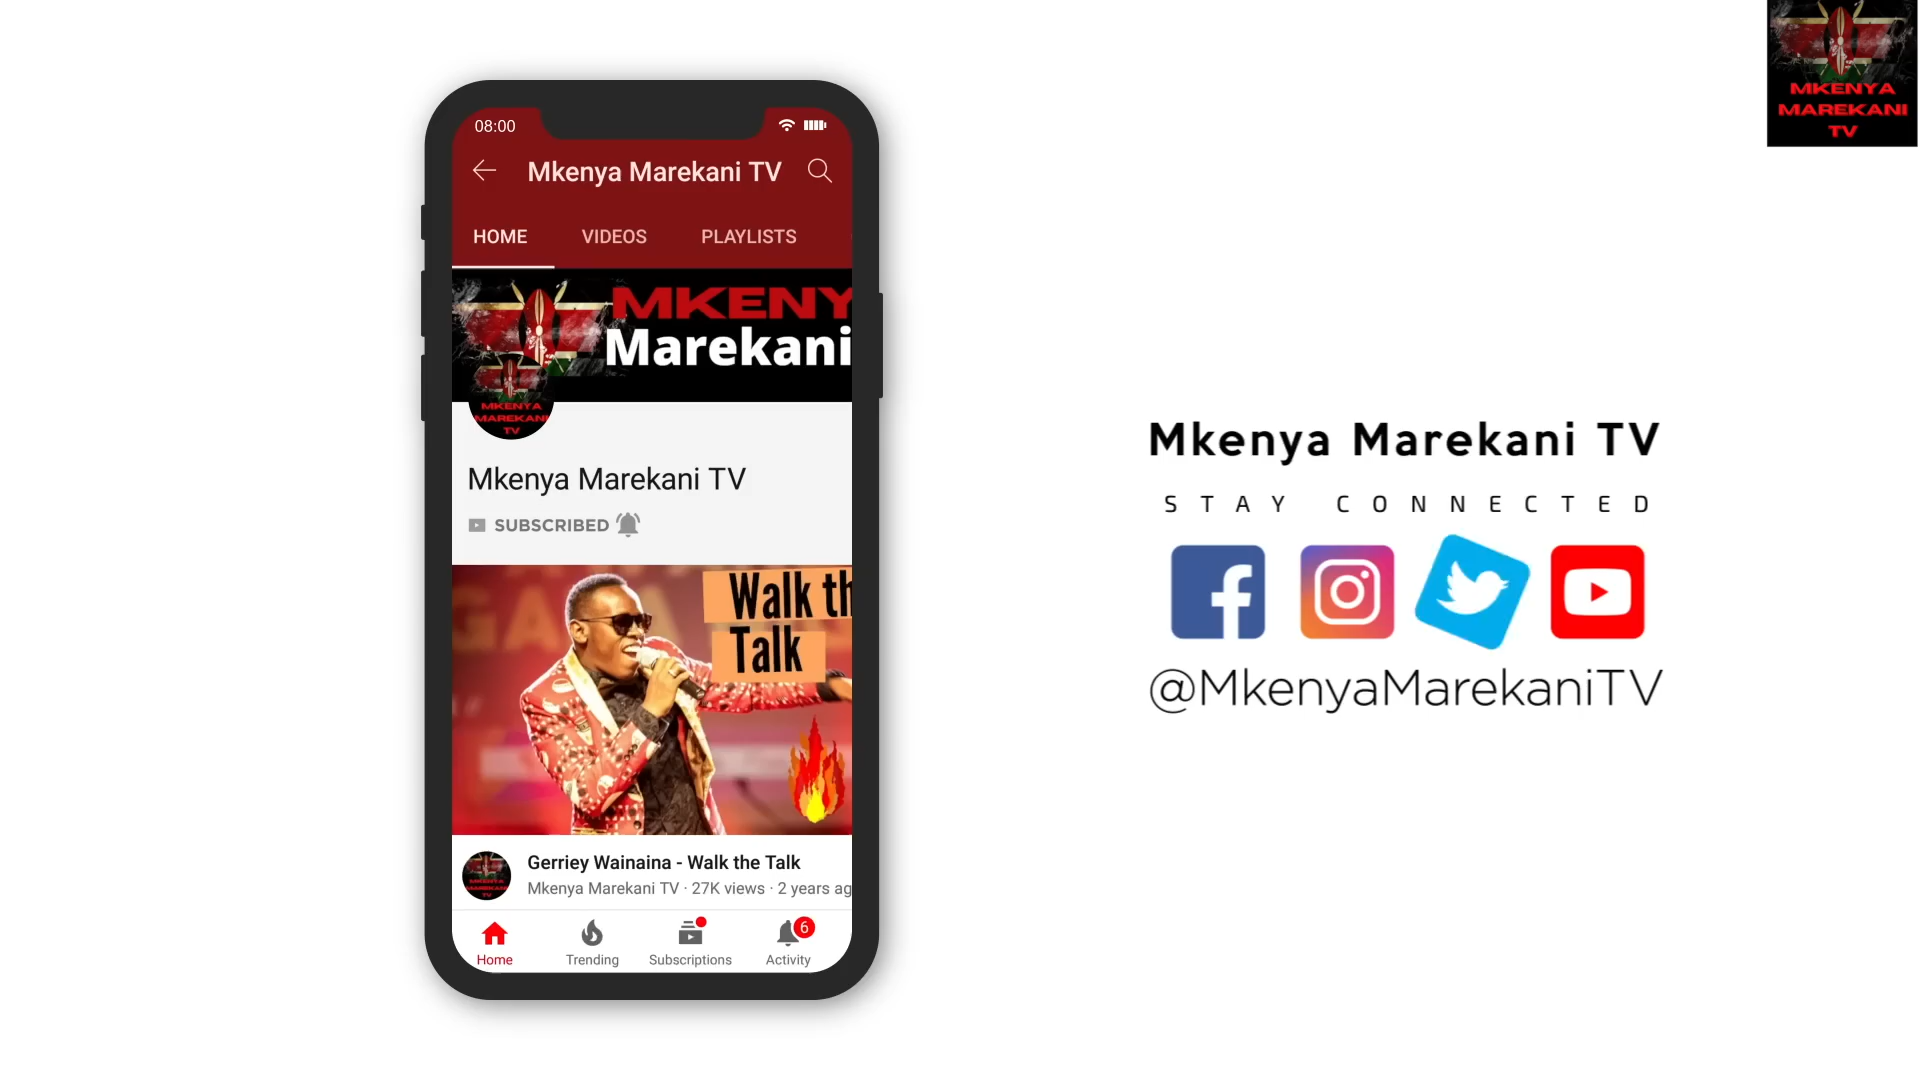 08:00
Mkenya Marekani TV
HOME VIDEOS PLAYLISTS
MKENY
Marekani
MKENYA
MAREKANI
TV
Mkenya Marekani TV
SUBSCRIBED
Walk th
Talk
Gerriey Wainaina - Walk the Talk
Mkenya Marekani TV · 27K views · 2 years ag
6
Home Trending Subscriptions Activity
MKENYA
MAREKANI
TV
Mkenya Marekani TV
STAY CONNECTED
@MkenyaMarekaniTV